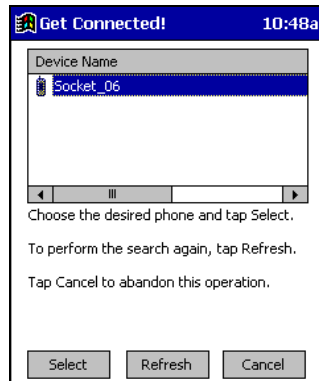 Get Connected! 10:48a
Device Name
Socket_06
Choose the desired phone and tap Select.
To perform the search again, tap Refresh.
Tap Cancel to abandon this operation.
Select Refresh Cancel